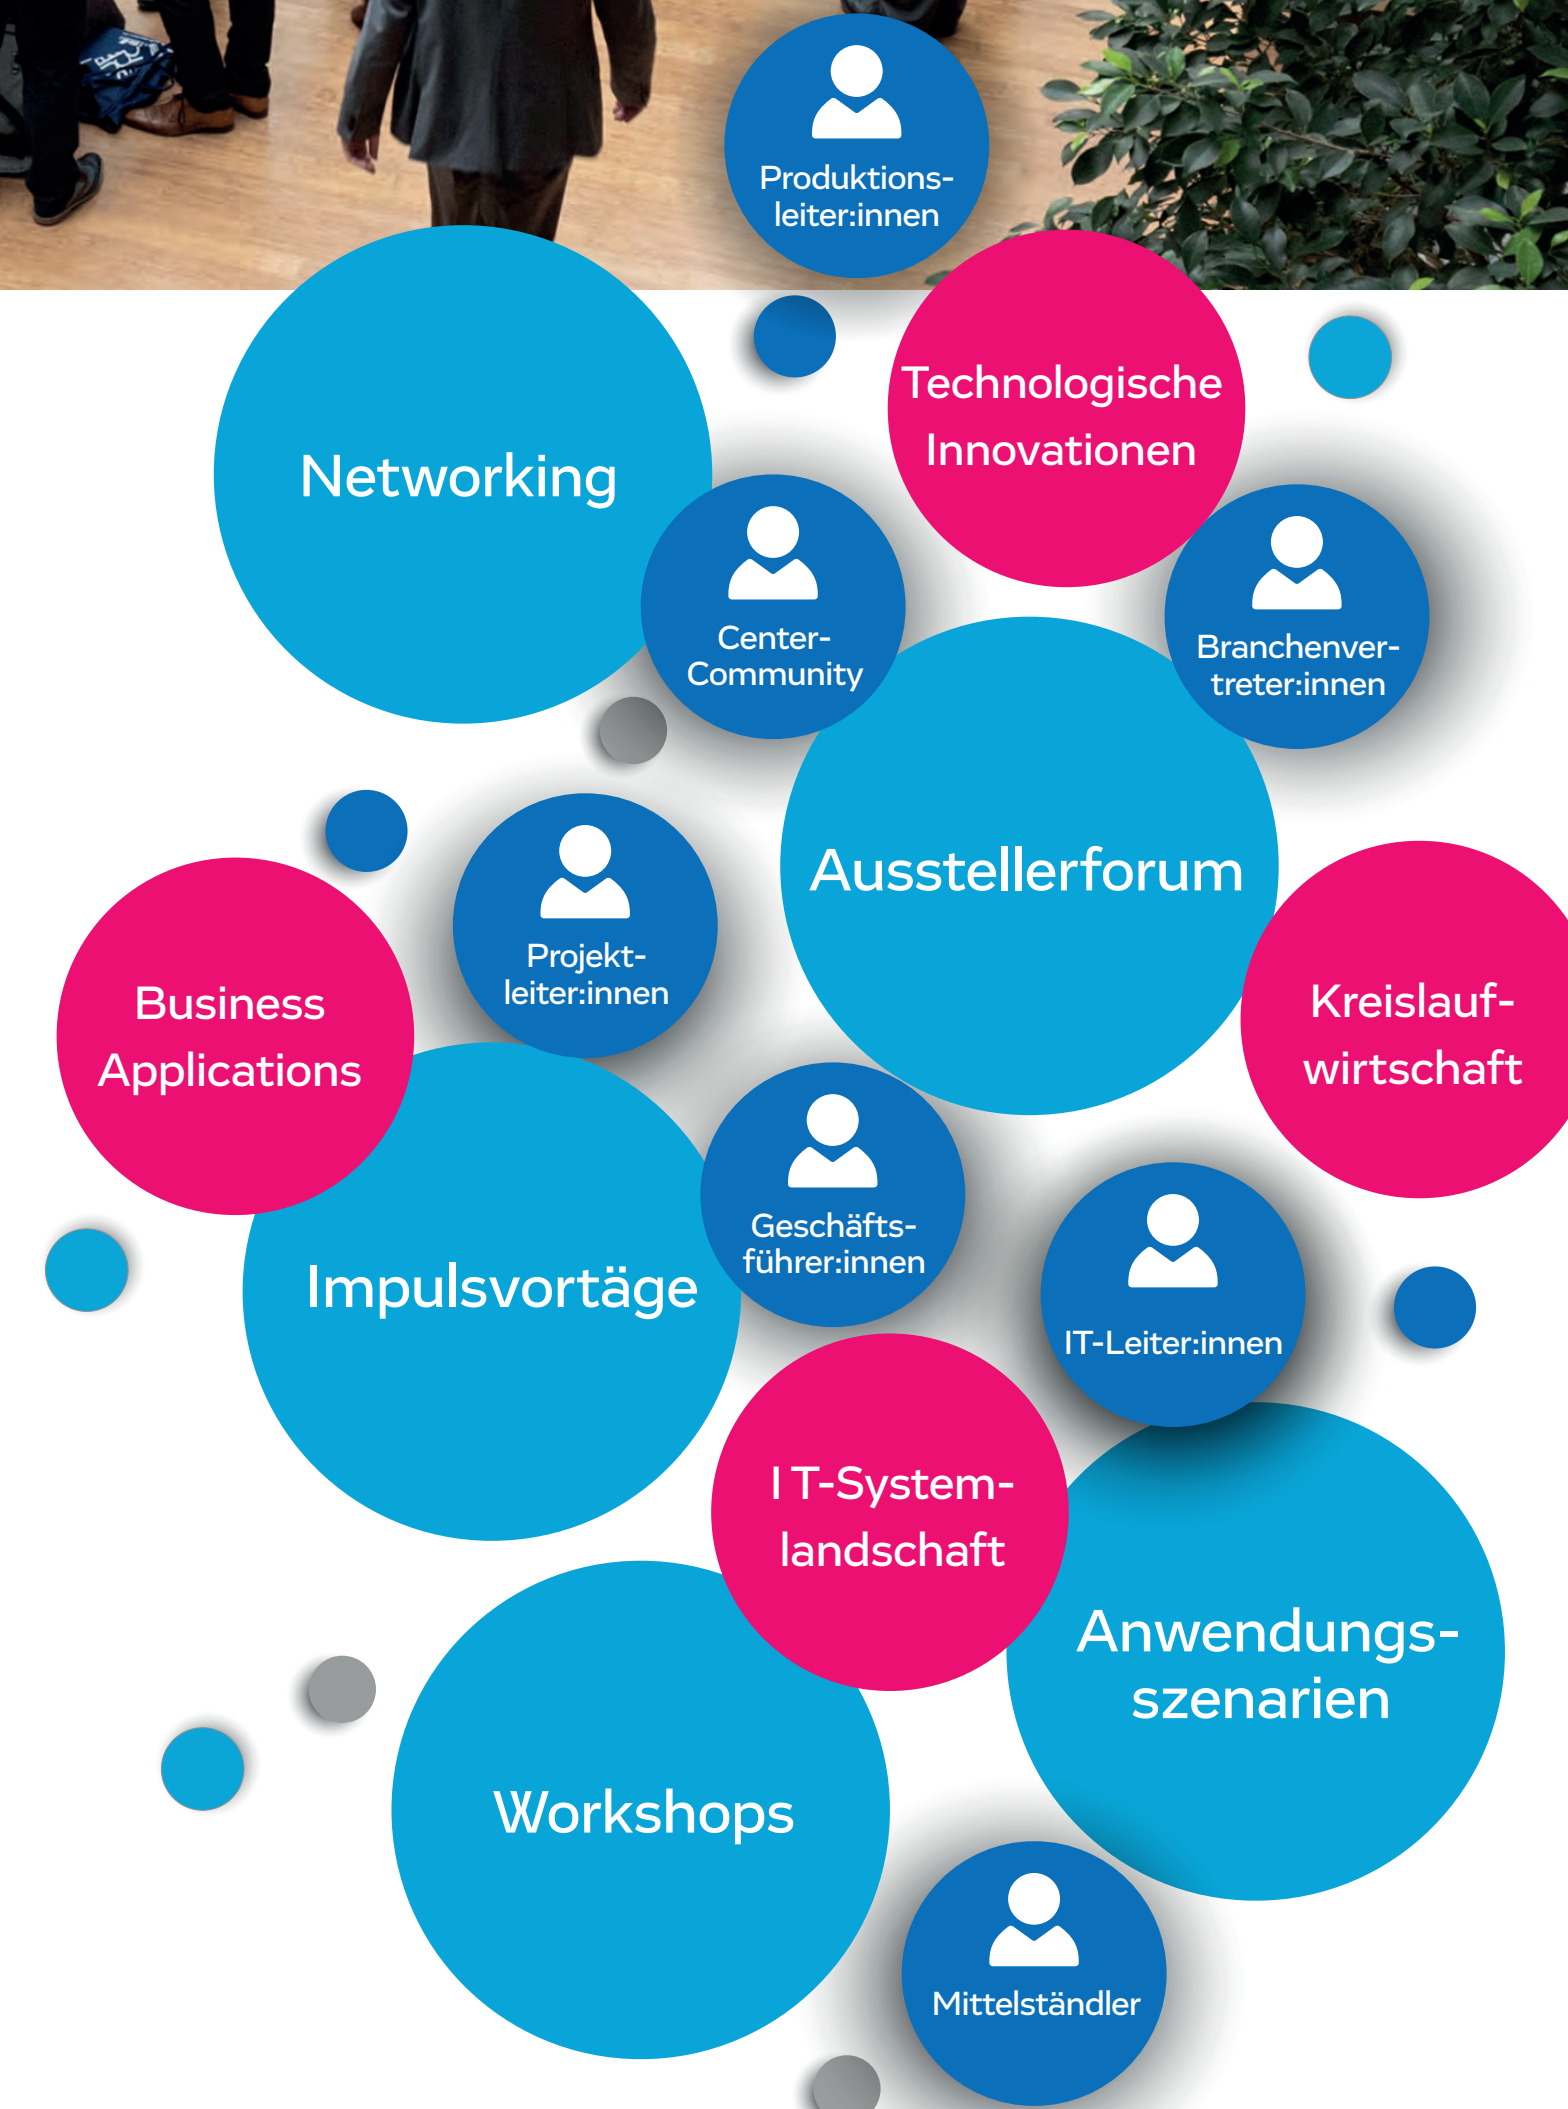 Produktions-
leiter:innen
Technologische
Innovationen
Networking
Center-
Community
Branchenver-
treter:innen
Ausstellerforum
Projekt-
leiter:innen
Business
Applications
Kreislauf-
wirtschaft
Geschäfts-
führer:innen
Impulsvortäge
IT-Leiter:innen
IT-System-
landschaft
Anwendungs-
szenarien
Workshops
Mittelständler